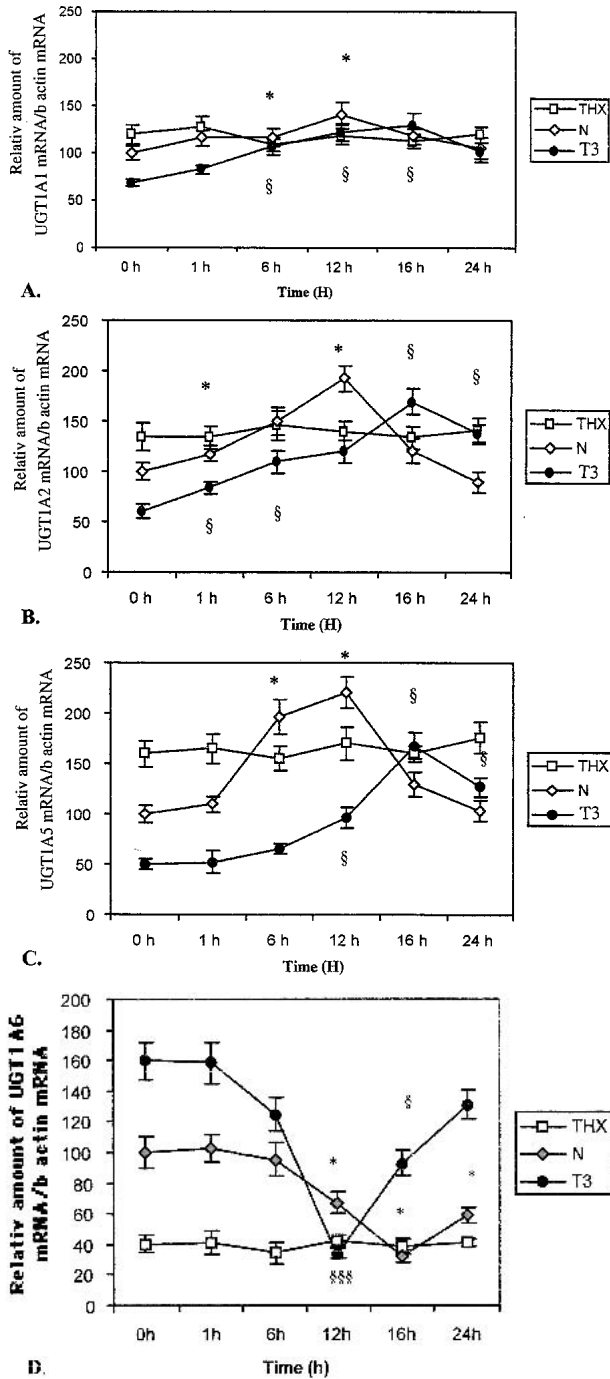 Relativ amount of
UGT1A1 mRNA/b actin mRNA
250
200
150
100
50
0
*
*
§
§
§
0 h 1 h 6 h 12 h 16 h 24 h
Time (H)
THX
N
T3
A.
Relative amount of
UGT1A2 mRNA/b actin mRNA
250
200
150
100
50
0
*
*
§
§
§
§
0 h 1 h 6 h 12 h 16 h 24 h
Time (H)
THX
N
T3
B.
Relative amount of
UGT1A5 mRNA/b actin mRNA
250
200
150
100
50
0
*
*
§
§
§
0 h 1 h 6 h 12 h 16 h 24 h
Time (H)
THX
N
T3
C.
Relativ amount of UGT1A6
mRNA/b actin mRNA
200
180
160
140
120
100
80
60
40
20
0
*
§
*
*
§§§
0h 1h 6h 12h 16h 24h
Time (h)
THX
N
T3
D.